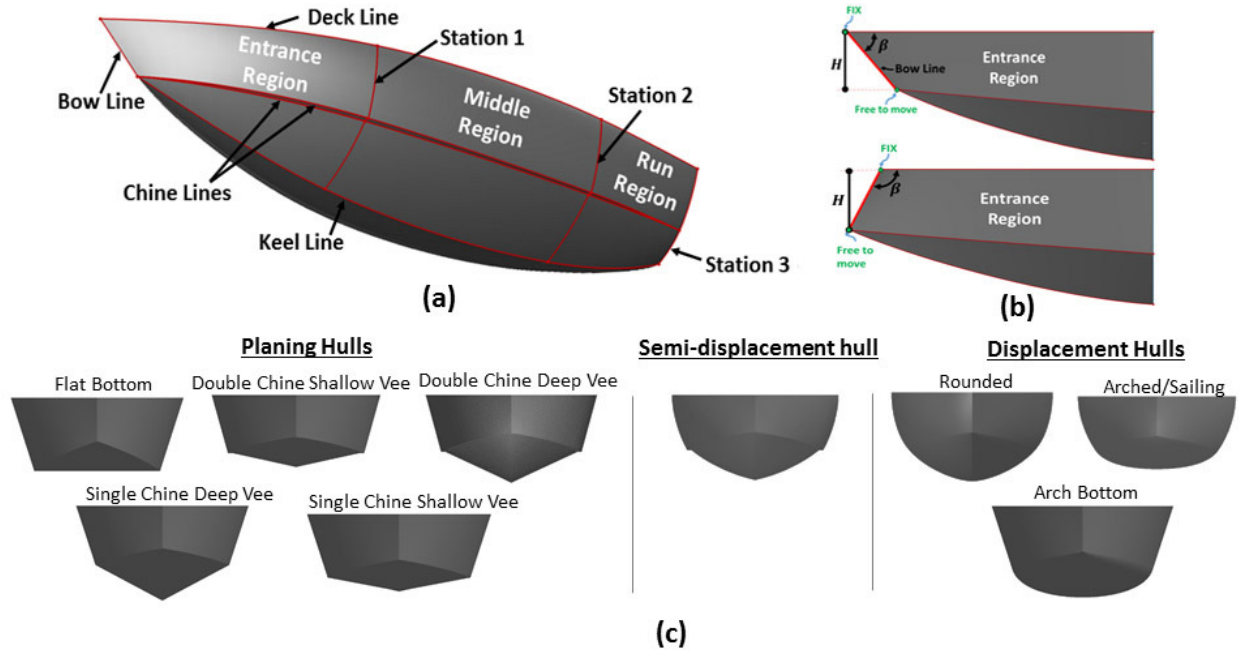 Deck Line
Station 1
Entrance
Region
Bow Line
Middle
Region
Station 2
Run
Region
Chine Lines
Keel Line
Station 3
(a)
FIX
β
H
Bow Line
Entrance
Region
Free to move
FIX
β
H
Entrance
Region
Free to
move
(b)
Planing Hulls
Flat Bottom
Double Chine Shallow Vee
Double Chine Deep Vee
Single Chine Deep Vee
Single Chine Shallow Vee
Semi-displacement hull
Displacement Hulls
Rounded
Arched/Sailing
Arch Bottom
(c)